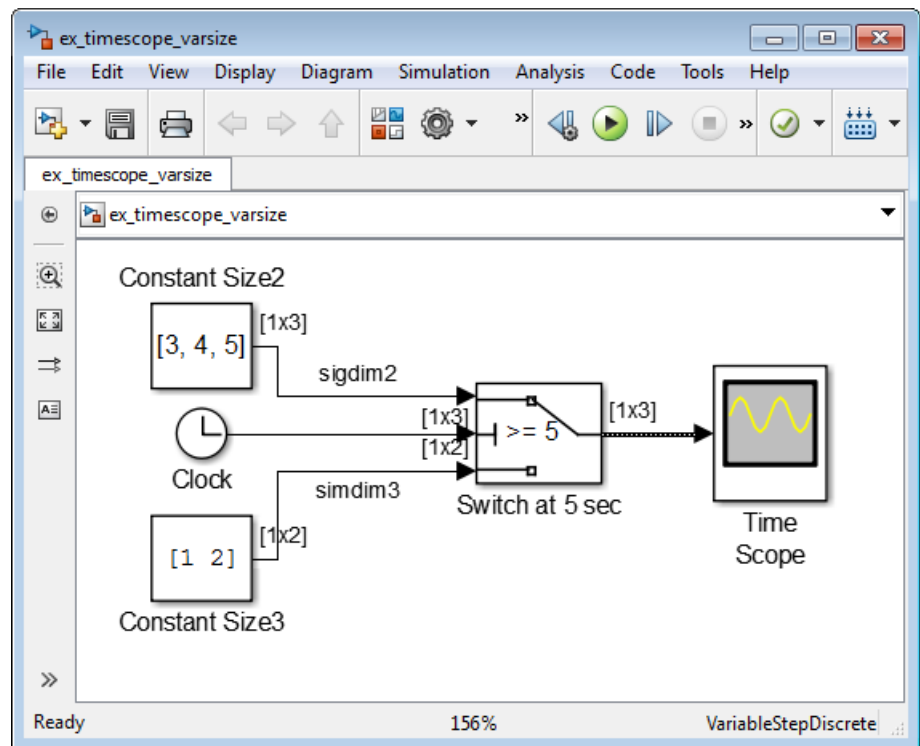 ex_timescope_varsize
File Edit View Display Diagram Simulation Analysis Code Tools Help
» »
ex_timescope_varsize
ex_timescope_varsize
Constant Size2
[1x3]
[3, 4, 5]
sigdim2
[1x3]
[1x3]
>= 5
[1x2]
Clock
simdim3
Switch at 5 sec
[1x2]
[1 2]
Time
Scope
Constant Size3
A
»
Ready 156% VariableStepDiscrete